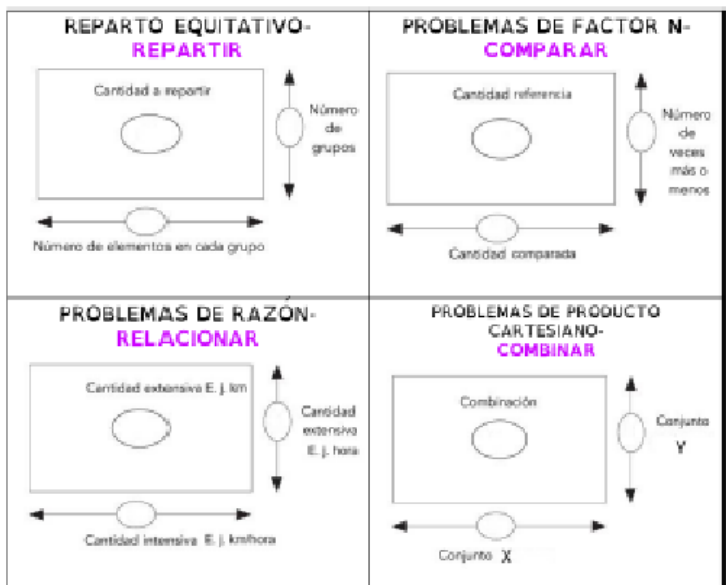 REPARTO EQUITATIVO-
REPARTIR
Cantidad a repartir
Número
de
grupos
Número de elementos en cada grupo
PROBLEMAS DE FACTOR N-
COMPARAR
Cantidad referencia
Número
de
veces
más o
menos
Cantidad comparada
PROBLEMAS DE RAZÓN-
RELACIONAR
Cantidad extensiva E. j. km
Cantidad
extensiva
E. j. hora
Cantidad intensiva E. j. km/hora
PROBLEMAS DE PRODUCTO
CARTESIANO-
COMBINAR
Combinación
Conjunto
Y
Conjunto X